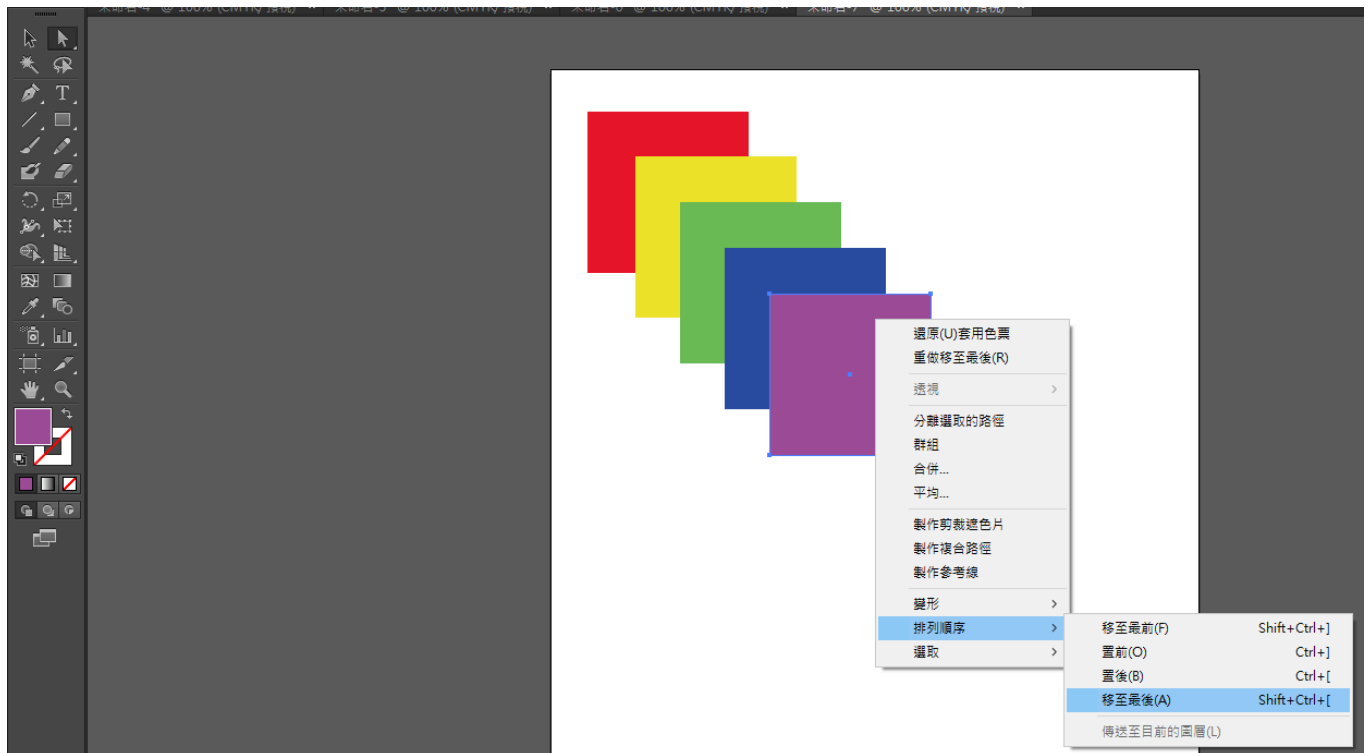 還原(U)套用色票
重做移至最後(R)
透視
分離選取的路徑
群組
合併...
平均...
製作剪裁遮色片
製作複合路徑
製作參考線
變形
排列順序
選取
移至最前(F) Shift+Ctrl+]
置前(O) Ctrl+]
置後(B) Ctrl+[
移至最後(A) Shift+Ctrl+[
傳送至目前的圖層(L)